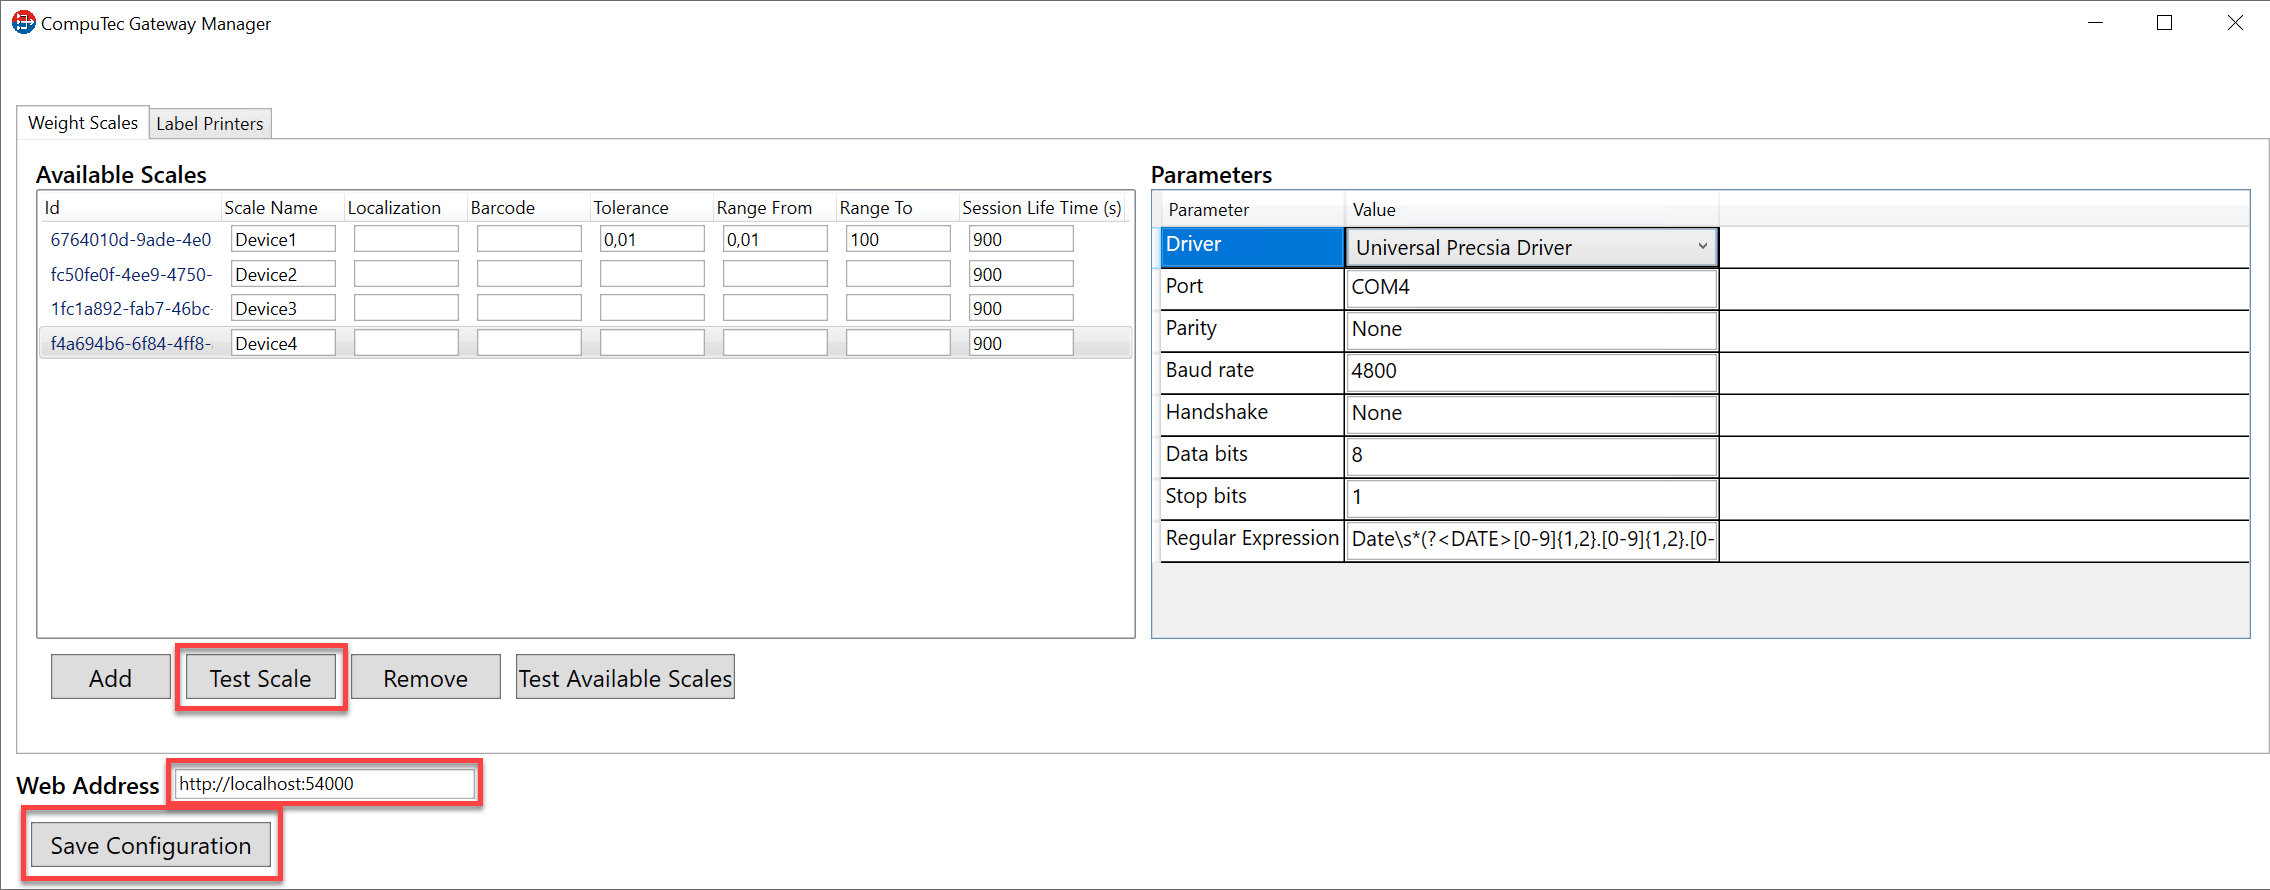 CompuTec Gateway Manager
Weight Scales Label Printers
Available Scales
Id Scale Name Localization Barcode Tolerance Range From Range To Session Life Time (s)
6764010d-9ade-4e0 Device1 0,01 0,01 100 900
fc50fe0f-4ee9-4750- Device2 900
1fc1a892-fab7-46bc- Device3 900
f4a694b6-6f84-4ff8- Device4 900
Parameters
Parameter Value
Driver Universal Precsia Driver
Port COM4
Parity None
Baud rate 4800
Handshake None
Data bits 8
Stop bits 1
Regular Expression Date\s*(?<DATE>[0-9]{1,2}.[0-9]{1,2}.[0-
Add Test Scale Remove Test Available Scales
Web Address http://localhost:54000
Save Configuration